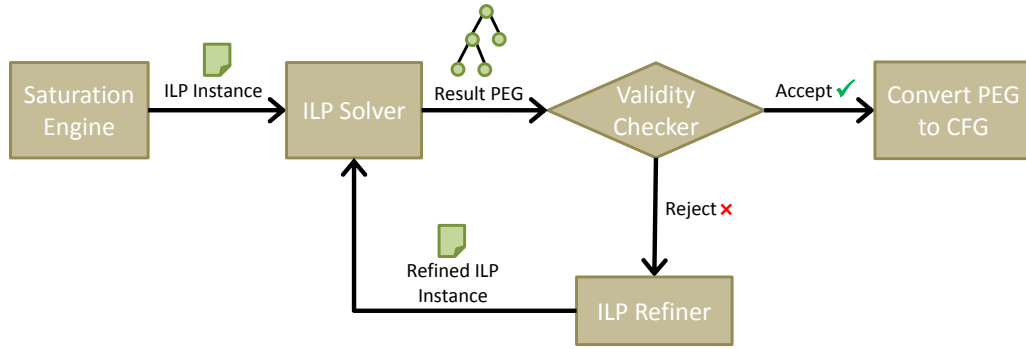 Saturation
Engine
ILP Instance
ILP Solver
Result PEG
Validity
Checker
Accept
Convert PEG
to CFG
Reject
ILP Refiner
Refined ILP
Instance